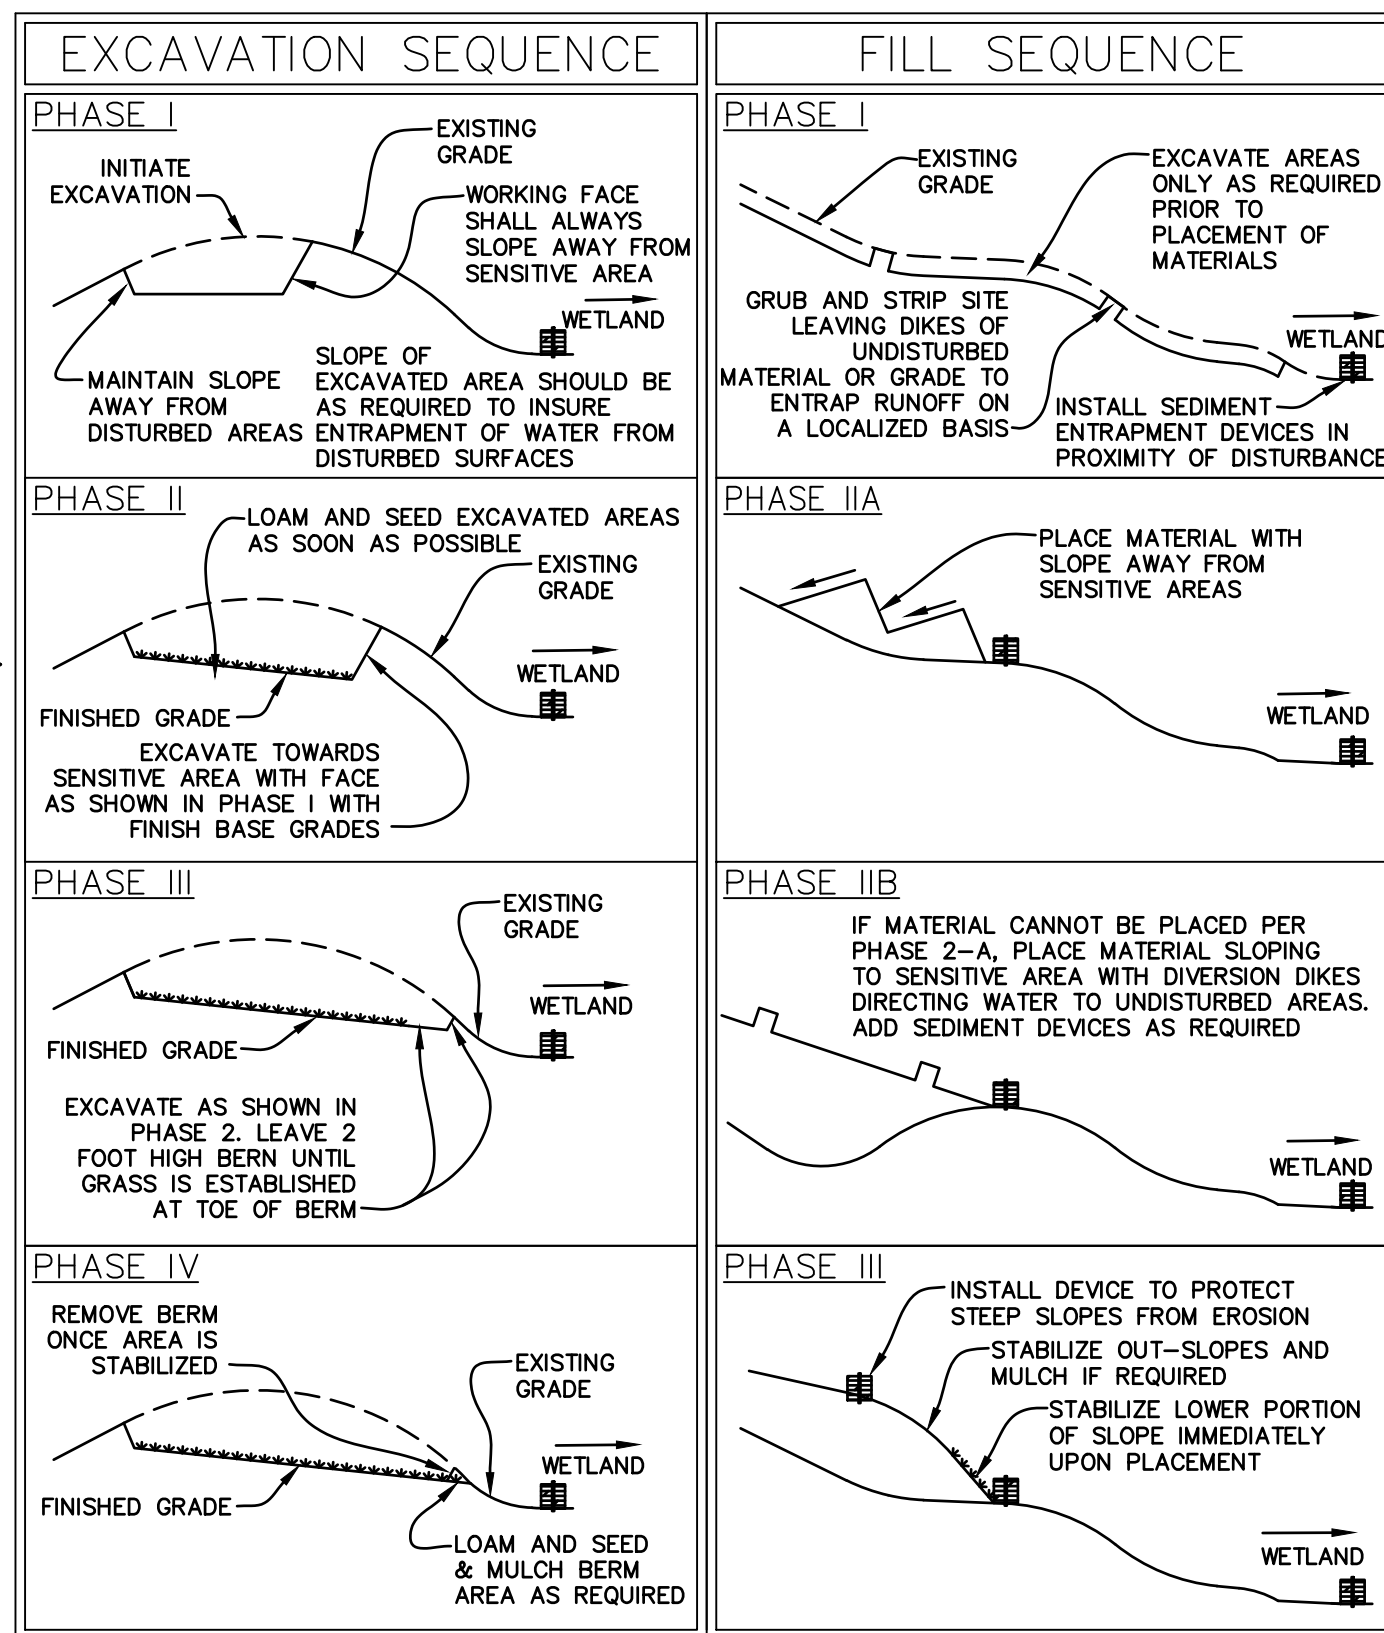 EXCAVATION SEQUENCE
PHASE I
INITIATE
EXCAVATION
EXISTING
GRADE
WORKING FACE
SHALL ALWAYS
SLOPE AWAY FROM
SENSITIVE AREA
WETLAND
MAINTAIN SLOPE
AWAY FROM
DISTURBED AREAS
SLOPE OF
EXCAVATED AREA SHOULD BE
AS REQUIRED TO INSURE
ENTRAPMENT OF WATER FROM
DISTURBED SURFACES
PHASE II
LOAM AND SEED EXCAVATED AREAS
AS SOON AS POSSIBLE
EXISTING
GRADE
WETLAND
FINISHED GRADE
EXCAVATE TOWARDS
SENSITIVE AREA WITH FACE
AS SHOWN IN PHASE I WITH
FINISH BASE GRADES
PHASE III
EXISTING
GRADE
WETLAND
FINISHED GRADE
EXCAVATE AS SHOWN IN
PHASE 2. LEAVE 2
FOOT HIGH BERN UNTIL
GRASS IS ESTABLISHED
AT TOE OF BERM
PHASE IV
REMOVE BERM
ONCE AREA IS
STABILIZED
EXISTING
GRADE
WETLAND
FINISHED GRADE
LOAM AND SEED
& MULCH BERM
AREA AS REQUIRED
FILL SEQUENCE
PHASE I
EXISTING
GRADE
EXCAVATE AREAS
ONLY AS REQUIRED
PRIOR TO
PLACEMENT OF
MATERIALS
GRUB AND STRIP SITE
LEAVING DIKES OF
UNDISTURBED
MATERIAL OR GRADE TO
ENTRAP RUNOFF ON
A LOCALIZED BASIS
WETLAND
INSTALL SEDIMENT
ENTRAPMENT DEVICES IN
PROXIMITY OF DISTURBANCE
PHASE IIA
PLACE MATERIAL WITH
SLOPE AWAY FROM
SENSITIVE AREAS
WETLAND
PHASE IIB
IF MATERIAL CANNOT BE PLACED PER
PHASE 2-A, PLACE MATERIAL SLOPING
TO SENSITIVE AREA WITH DIVERSION DIKES
DIRECTING WATER TO UNDISTURBED AREAS.
ADD SEDIMENT DEVICES AS REQUIRED
WETLAND
PHASE III
INSTALL DEVICE TO PROTECT
STEEP SLOPES FROM EROSION
STABILIZE OUT-SLOPES AND
MULCH IF REQUIRED
STABILIZE LOWER PORTION
OF SLOPE IMMEDIATELY
UPON PLACEMENT
WETLAND